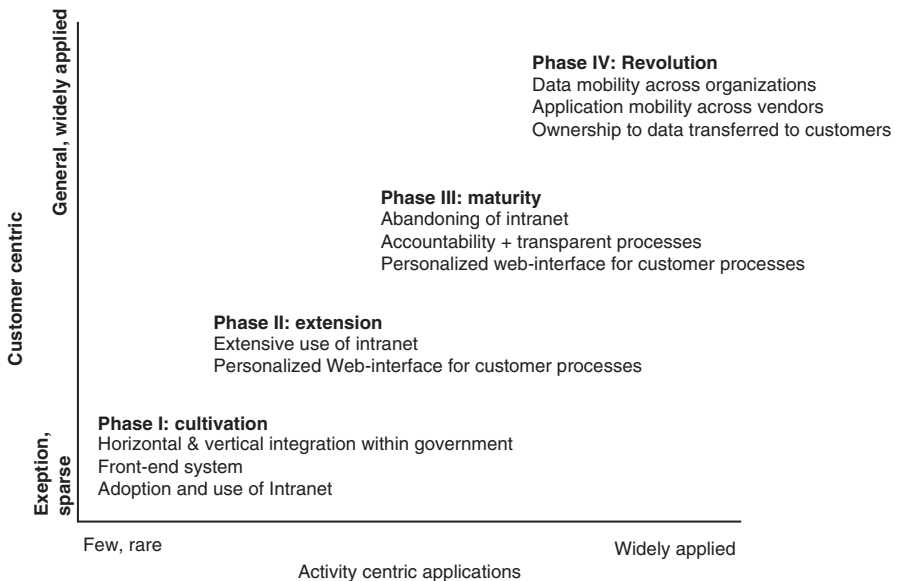 General, widely applied
Customer centric
Exeption,
sparse
Phase IV: Revolution
Data mobility across organizations
Application mobility across vendors
Ownership to data transferred to customers
Phase III: maturity
Abandoning of intranet
Accountability + transparent processes
Personalized web-interface for customer processes
Phase II: extension
Extensive use of intranet
Personalized Web-interface for customer processes
Phase I: cultivation
Horizontal & vertical integration within government
Front-end system
Adoption and use of Intranet
Few, rare
Widely applied
Activity centric applications